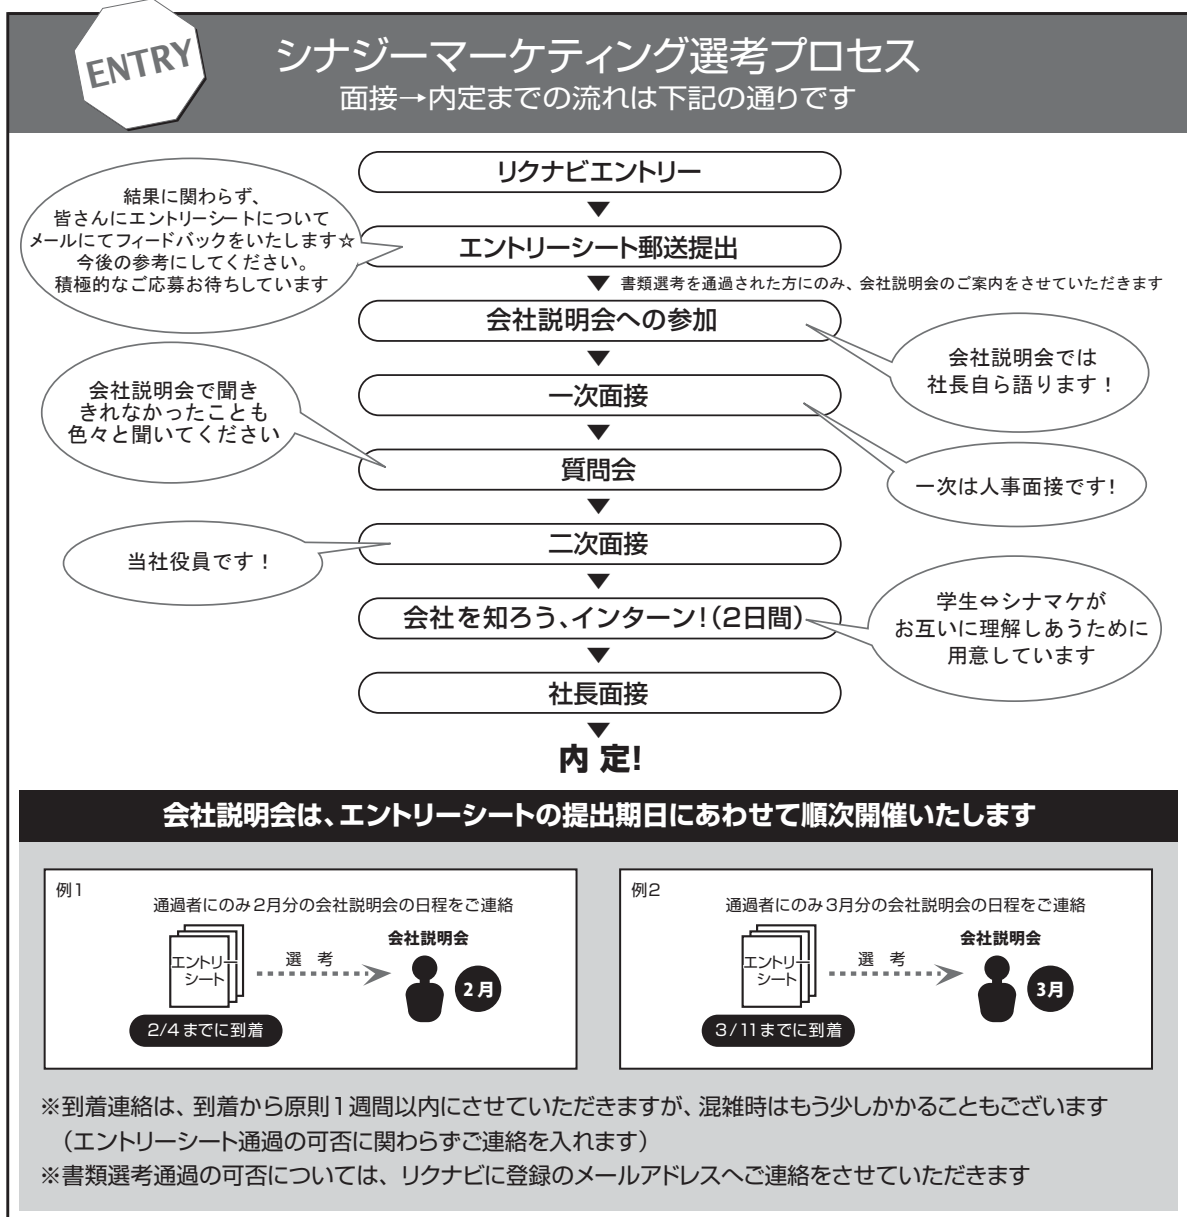 ENTRY
シナジーマーケティング選考プロセス
面接→内定までの流れは下記の通りです
リクナビエントリー
▼
結果に関わらず、
皆さんにエントリーシートについて
メールにてフィードバックをいたします☆
今後の参考にしてください。
積極的なご応募お待ちしています
エントリーシート郵送提出
▼ 書類選考を通過された方にのみ、会社説明会のご案内をさせていただきます
会社説明会への参加
会社説明会では
社長自ら語ります！
▼
一次面接
一次は人事面接です！
▼
会社説明会で聞き
きれなかったことも
色々と聞いてください
質問会
▼
二次面接
当社役員です！
▼
会社を知ろう、インターン！（2日間）
学生⇔シナマケが
お互いに理解しあうために
用意しています
▼
社長面接
▼
内 定!
会社説明会は、エントリーシートの提出期日にあわせて順次開催いたします
例1
通過者にのみ2月分の会社説明会の日程をご連絡
エントリー
シート
選 考
会社説明会
2月
2/4までに到着
例2
通過者にのみ3月分の会社説明会の日程をご連絡
エントリー
シート
選 考
会社説明会
3月
3/11までに到着
※到着連絡は、到着から原則1週間以内にさせていただきますが、混雑時はもう少しかかることもございます
（エントリーシート通過の可否に関わらずご連絡を入れます）
※書類選考通過の可否については、リクナビに登録のメールアドレスへご連絡をさせていただきます